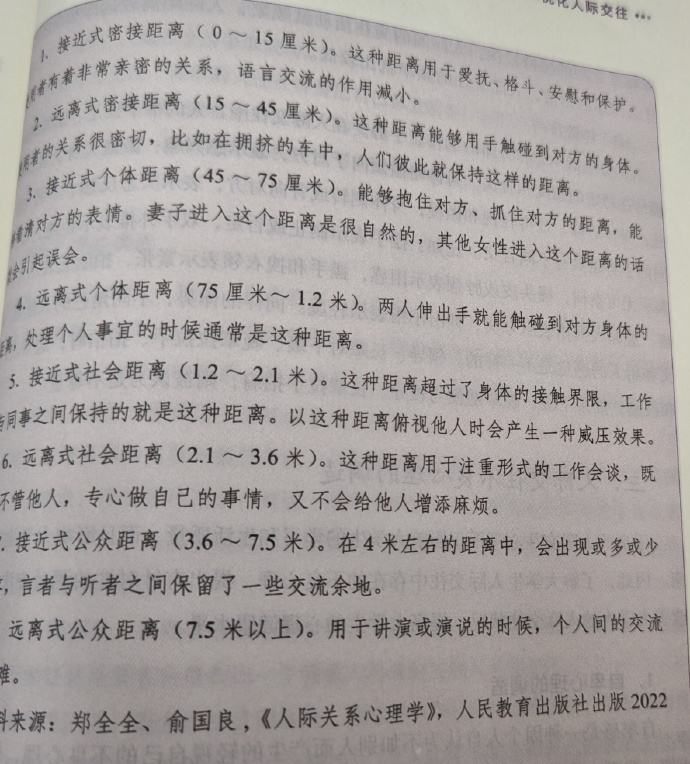 化人际交往
1. 接近式密接距离（0～15厘米）。这种距离用于爱抚、格斗、安慰和保护。
者有着非常亲密的关系，语言交流的作用减小。
2. 远离式密接距离（15～45厘米）。这种距离能够用手触碰到对方的身体。
者的关系很密切，比如在拥挤的车中，人们彼此就保持这样的距离。
3. 接近式个体距离（45～75厘米）。能够抱住对方、抓住对方的距离，能
看清对方的表情。妻子进入这个距离是很自然的，其他女性进入这个距离的话
会引起误会。
4. 远离式个体距离（75厘米～1.2米）。两人伸出手就能触碰到对方身体的
距离，处理个人事宜的时候通常是这种距离。
5. 接近式社会距离（1.2～2.1米）。这种距离超过了身体的接触界限，工作
与同事之间保持的就是这种距离。以这种距离俯视他人时会产生一种威压效果。
6. 远离式社会距离（2.1～3.6米）。这种距离用于注重形式的工作会谈，既
不管他人，专心做自己的事情，又不会给他人增添麻烦。
. 接近式公众距离（3.6～7.5米）。在4米左右的距离中，会出现或多或少
，言者与听者之间保留了一些交流余地。
远离式公众距离（7.5米以上）。用于讲演或演说的时候，个人间的交流
难。
料来源：郑全全、俞国良，《人际关系心理学》，人民教育出版社出版2022